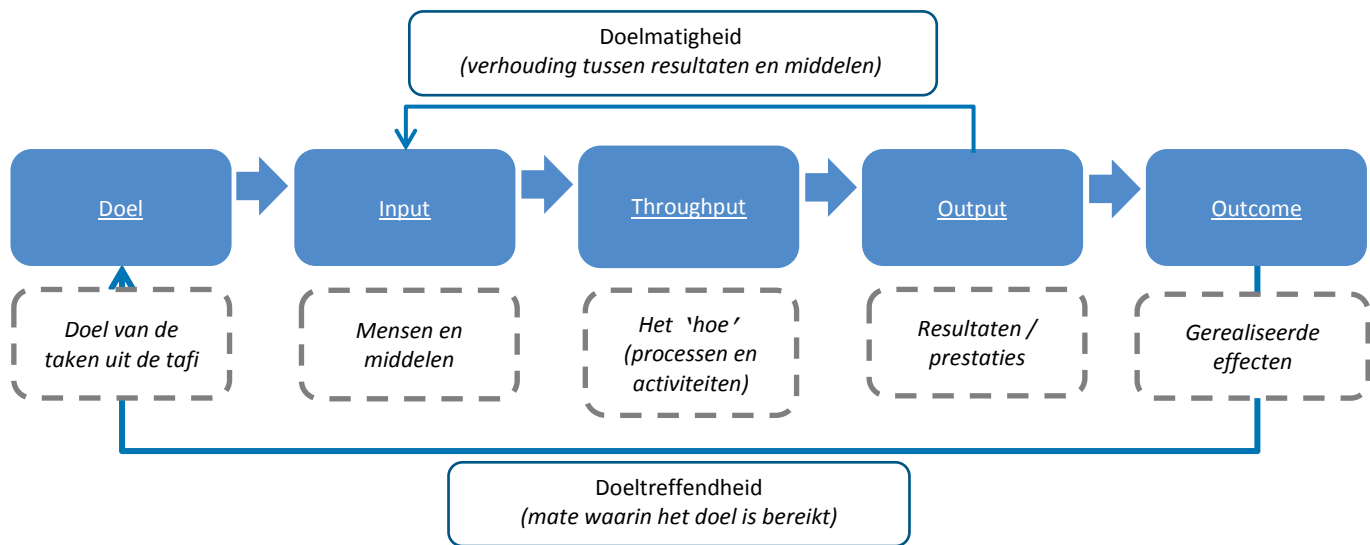 Doelmatigheid
(verhouding tussen resultaten en middelen)
Doel
Input
Throughput
Output
Outcome
Doel van de
taken uit de tafi
Mensen en
middelen
Het ‘hoe’
(processen en
activiteiten)
Resultaten /
prestaties
Gerealiseerde
effecten
Doeltreffendheid
(mate waarin het doel is bereikt)